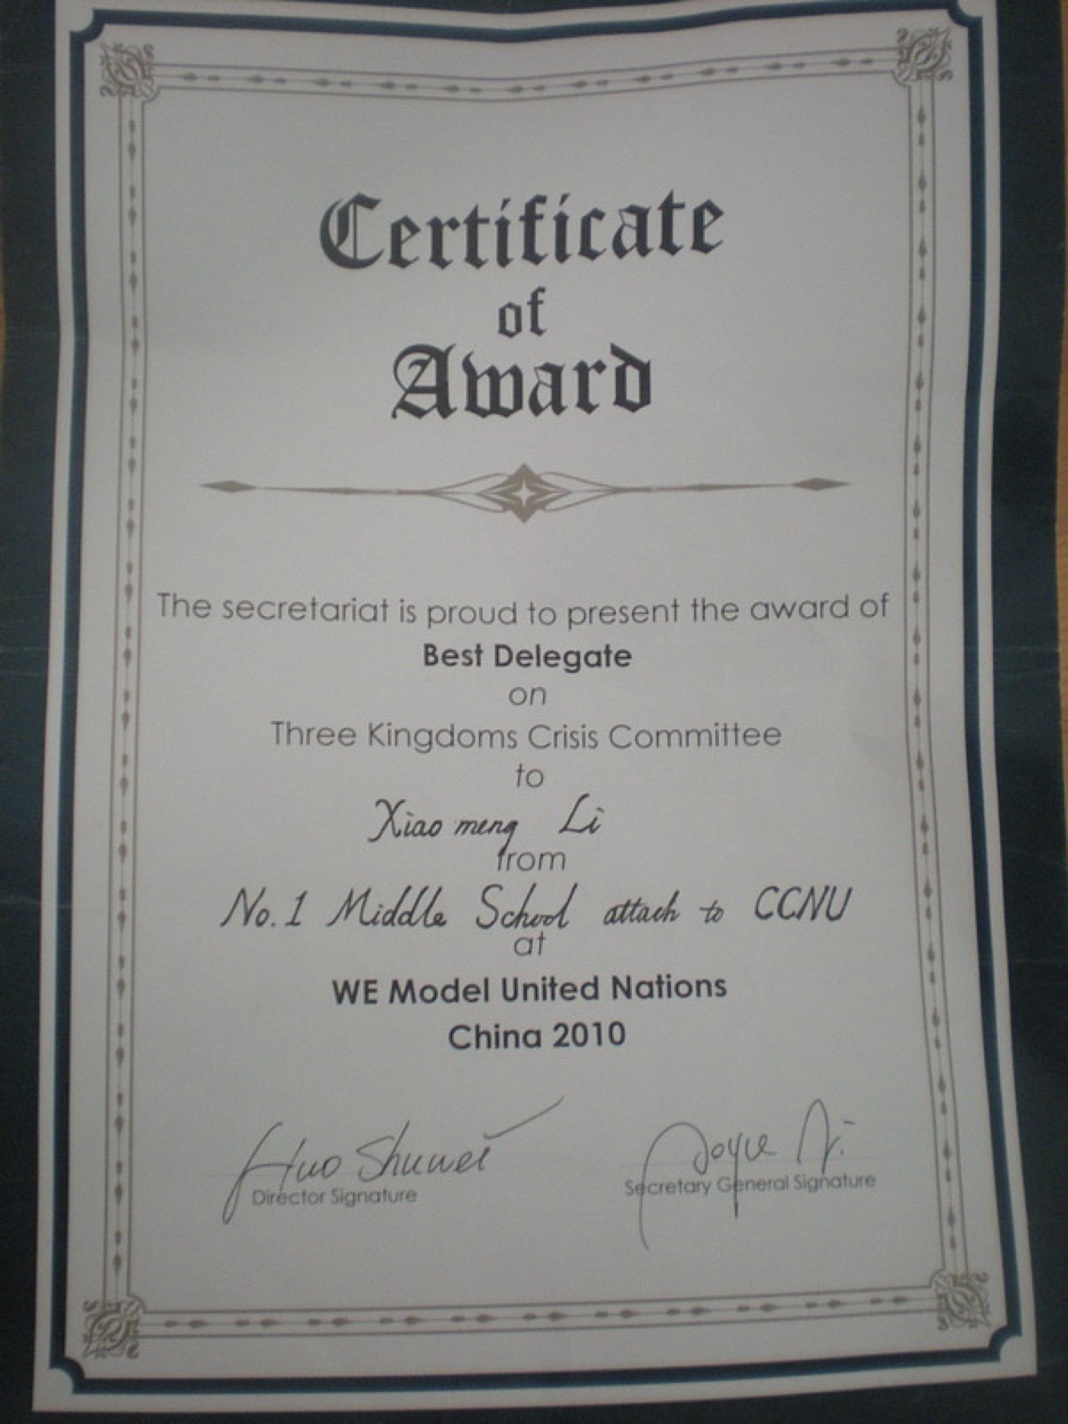 Certificate
of
Award
The secretariat is proud to present the award of
Best Delegate
on
Three Kingdoms Crisis Committee
to
Xiao meng Li
from
No.1 Middle School attach to CCNU
at
WE Model United Nations
China 2010
Huo Shuwei
Director Signature
Joyce
Secretary General Signature